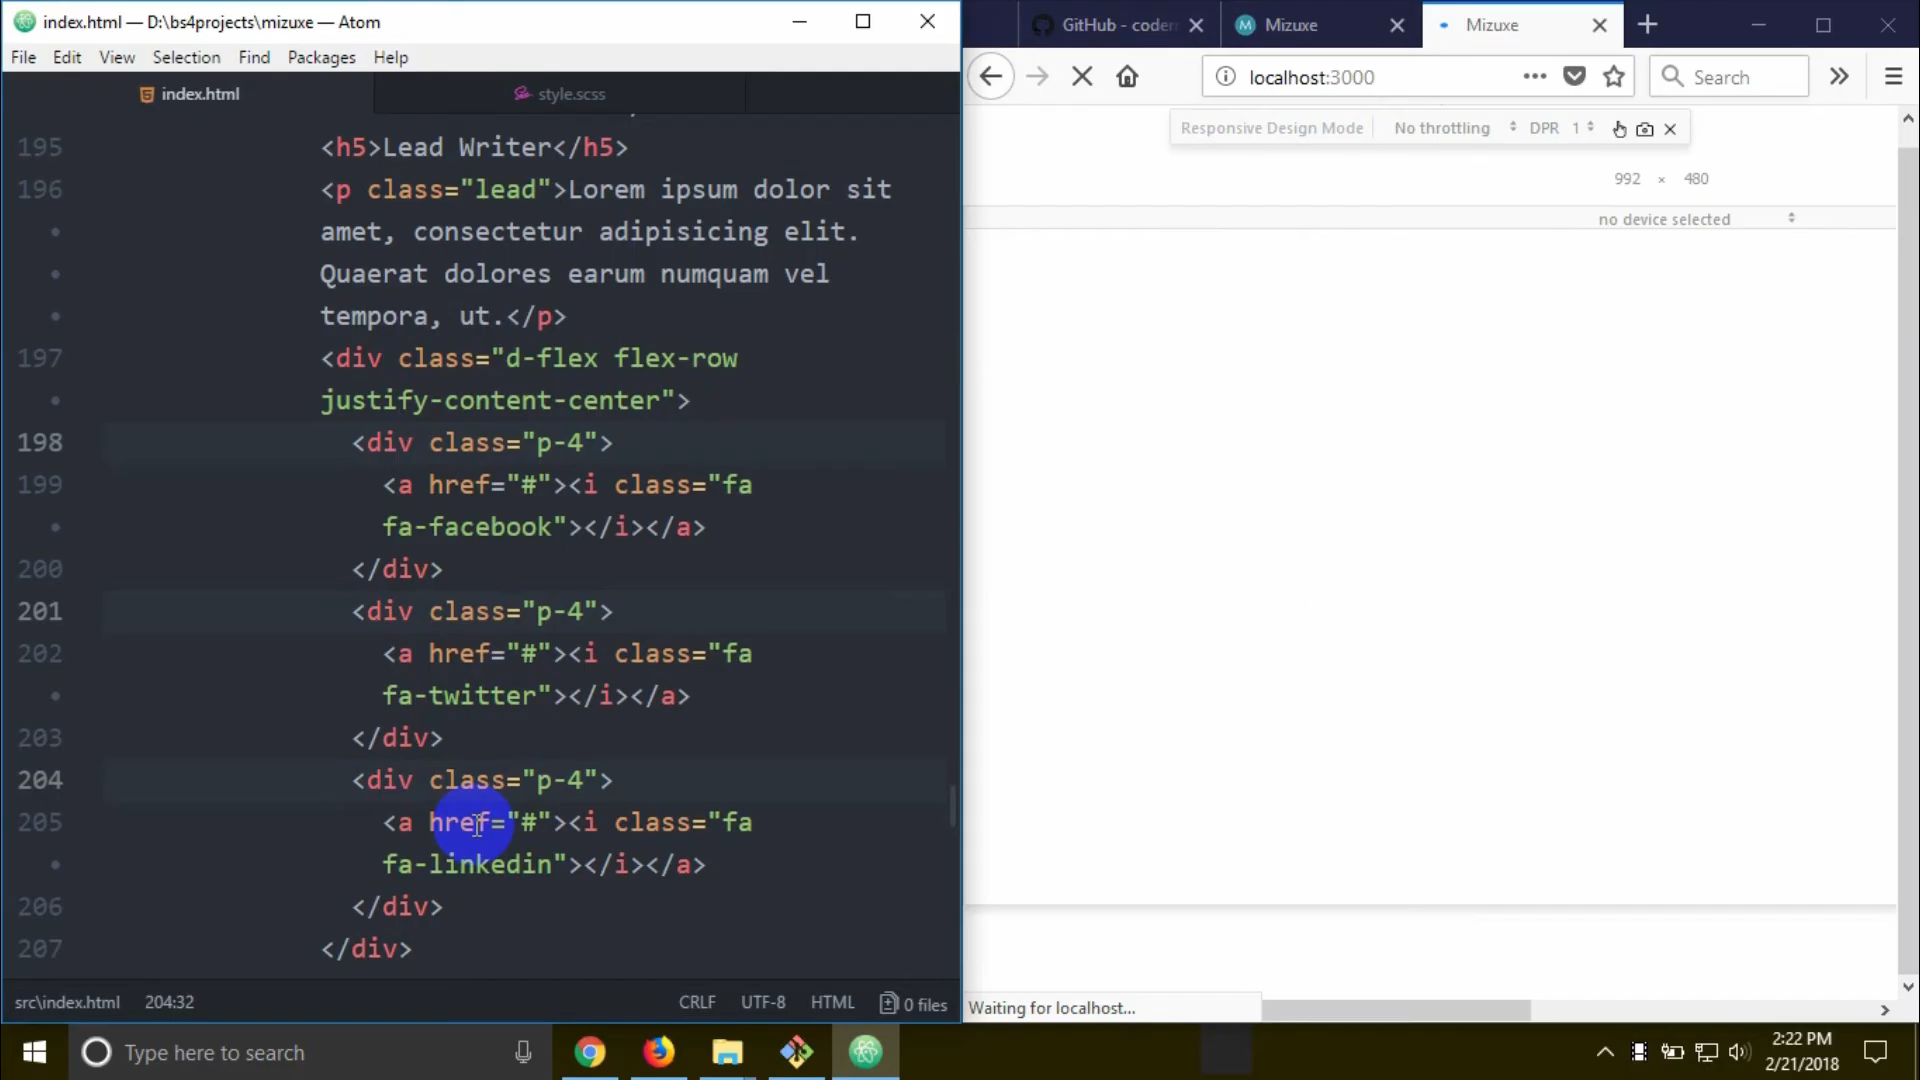 index.html — D:\bs4projects\mizuxe — Atom
File Edit View Selection Find Packages Help
index.html
style.scss
195 <h5>Lead Writer</h5>
196 <p class="lead">Lorem ipsum dolor sit
amet, consectetur adipisicing elit.
Quaerat dolores earum numquam vel
tempora, ut.</p>
197 <div class="d-flex flex-row
justify-content-center">
198 <div class="p-4">
199 <a href="#"><i class="fa
fa-facebook"></i></a>
200 </div>
201 <div class="p-4">
202 <a href="#"><i class="fa
fa-twitter"></i></a>
203 </div>
204 <div class="p-4">
205 <a href="#"><i class="fa
fa-linkedin"></i></a>
206 </div>
207 </div>
src\index.html 204:32 CRLF UTF-8 HTML 0 files
GitHub - coder
Mizuxe
Mizuxe
localhost:3000
Search
Responsive Design Mode No throttling DPR 1
992 × 480
no device selected
Waiting for localhost...
Type here to search
2:22 PM
2/21/2018